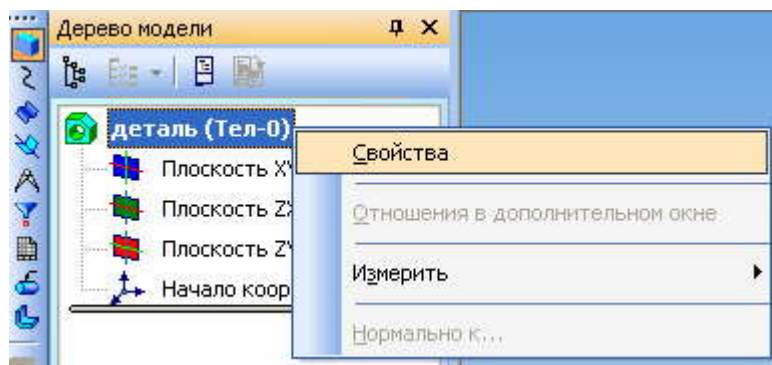 Дерево модели
деталь (Тел-0)
Свойства
Плоскость XY
Отношения в дополнительном окне
Плоскость ZX
Плоскость ZY
Измерить
Начало коор
Нормально к...